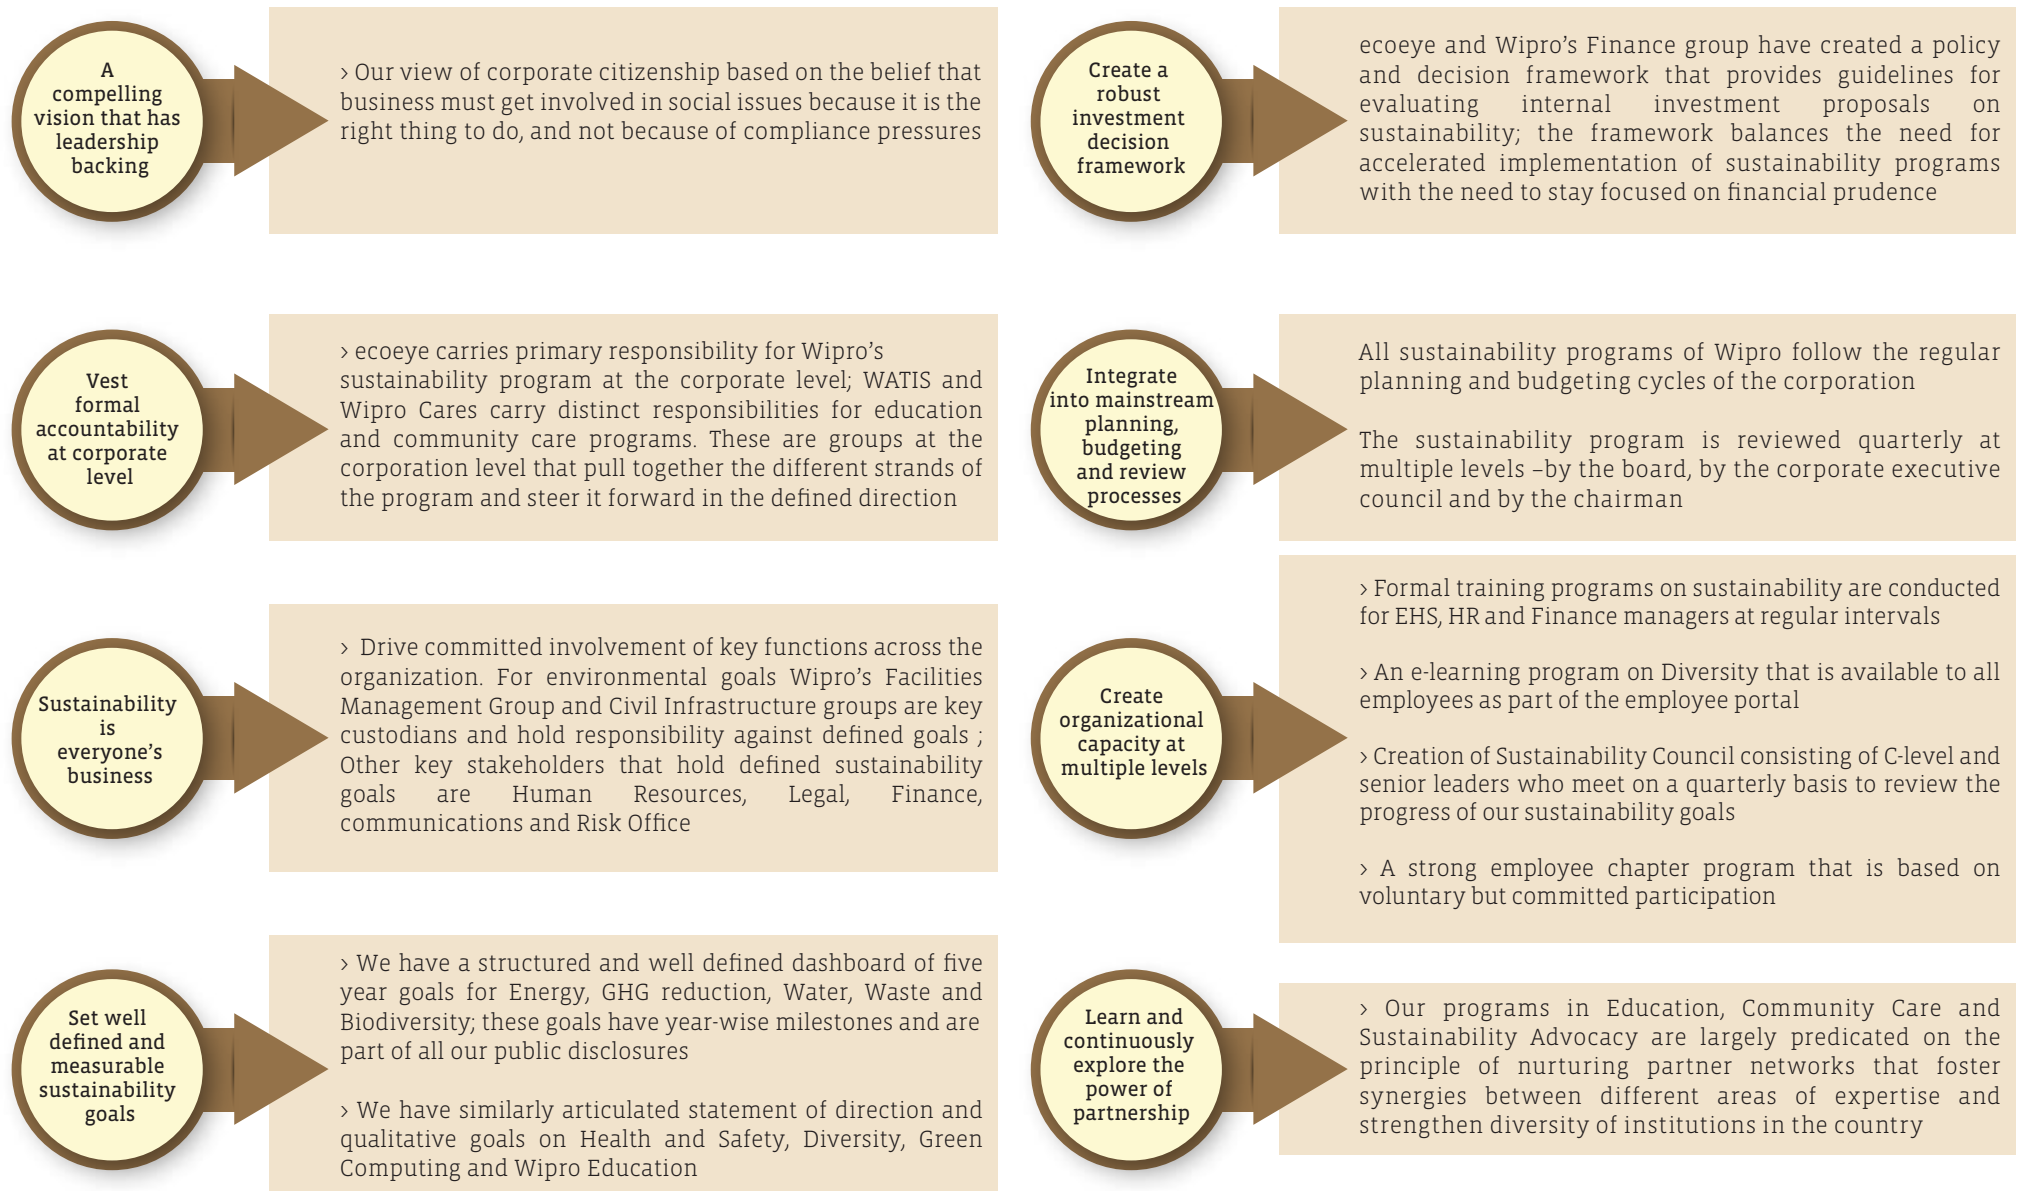 A
compelling
vision that has
leadership
backing
› Our view of corporate citizenship based on the belief that
business must get involved in social issues because it is the
right thing to do, and not because of compliance pressures
Vest
formal
accountability
at corporate
level
› ecoeye carries primary responsibility for Wipro’s
sustainability program at the corporate level; WATIS and
Wipro Cares carry distinct responsibilities for education
and community care programs. These are groups at the
corporation level that pull together the different strands of
the program and steer it forward in the defined direction
Sustainability
is
everyone’s
business
› Drive committed involvement of key functions across the
organization. For environmental goals Wipro’s Facilities
Management Group and Civil Infrastructure groups are key
custodians and hold responsibility against defined goals ;
Other key stakeholders that hold defined sustainability
goals are Human Resources, Legal, Finance,
communications and Risk Office
Set well
defined and
measurable
sustainability
goals
› We have a structured and well defined dashboard of five
year goals for Energy, GHG reduction, Water, Waste and
Biodiversity; these goals have year-wise milestones and are
part of all our public disclosures
› We have similarly articulated statement of direction and
qualitative goals on Health and Safety, Diversity, Green
Computing and Wipro Education
Create a
robust
investment
decision
framework
ecoeye and Wipro’s Finance group have created a policy
and decision framework that provides guidelines for
evaluating internal investment proposals on
sustainability; the framework balances the need for
accelerated implementation of sustainability programs
with the need to stay focused on financial prudence
Integrate
into mainstream
planning,
budgeting
and review
processes
All sustainability programs of Wipro follow the regular
planning and budgeting cycles of the corporation
The sustainability program is reviewed quarterly at
multiple levels –by the board, by the corporate executive
council and by the chairman
Create
organizational
capacity at
multiple levels
› Formal training programs on sustainability are conducted
for EHS, HR and Finance managers at regular intervals
› An e-learning program on Diversity that is available to all
employees as part of the employee portal
› Creation of Sustainability Council consisting of C-level and
senior leaders who meet on a quarterly basis to review the
progress of our sustainability goals
› A strong employee chapter program that is based on
voluntary but committed participation
Learn and
continuously
explore the
power of
partnership
› Our programs in Education, Community Care and
Sustainability Advocacy are largely predicated on the
principle of nurturing partner networks that foster
synergies between different areas of expertise and
strengthen diversity of institutions in the country